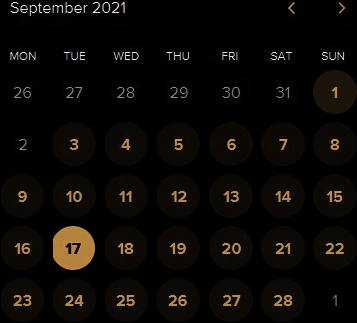 September 2021
MON TUE WED THU FRI SAT SUN
26 27 28 29 30 31 1
2 3 4 5 6 7 8
9 10 11 12 13 14 15
16 17 18 19 20 21 22
23 24 25 26 27 28 1